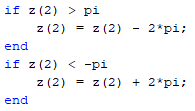 if z(2) > pi
    z(2) = z(2) - 2*pi;
end
if z(2) < -pi
    z(2) = z(2) + 2*pi;
end